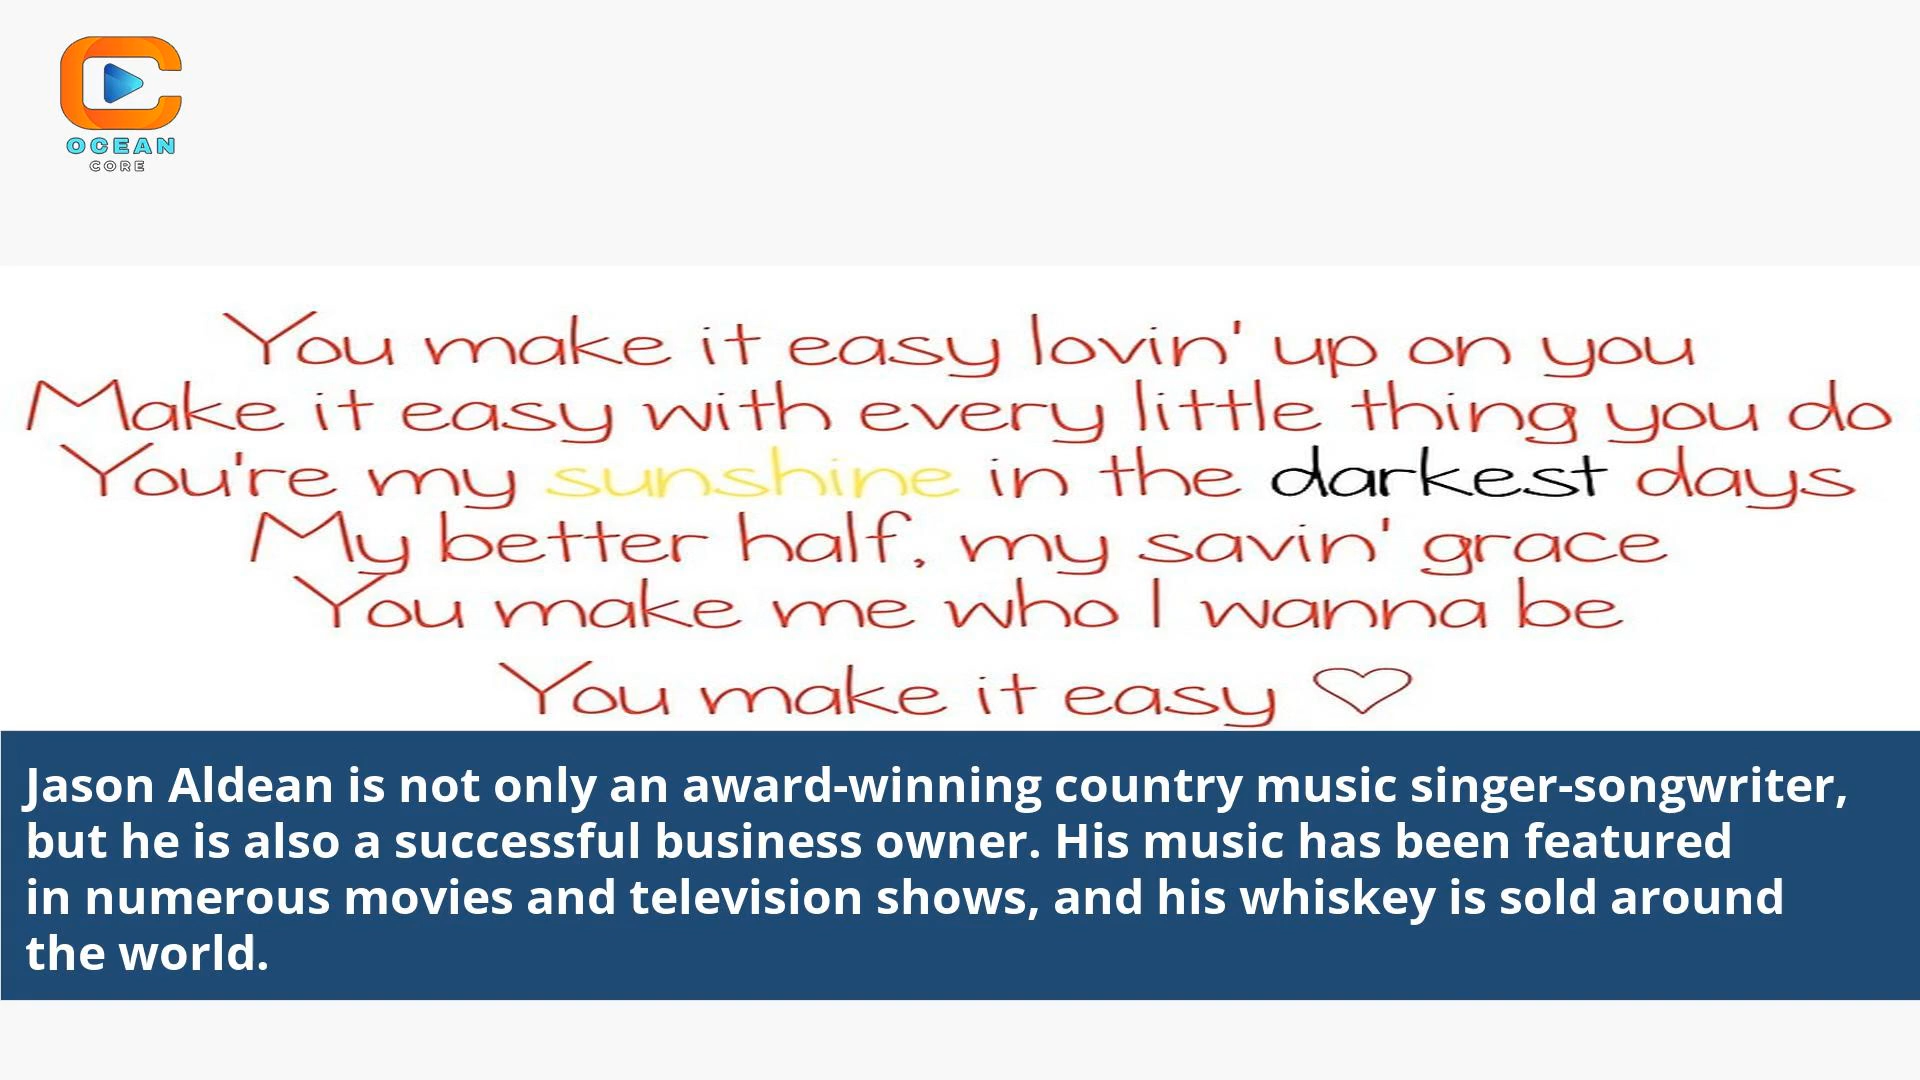 OCEAN
CORE
You make it easy lovin' up on you
Make it easy with every little thing you do
You're my sunshine in the darkest days
My better half, my savin' grace
You make me who I wanna be
You make it easy ♡
Jason Aldean is not only an award-winning country music singer-songwriter,
but he is also a successful business owner. His music has been featured
in numerous movies and television shows, and his whiskey is sold around
the world.